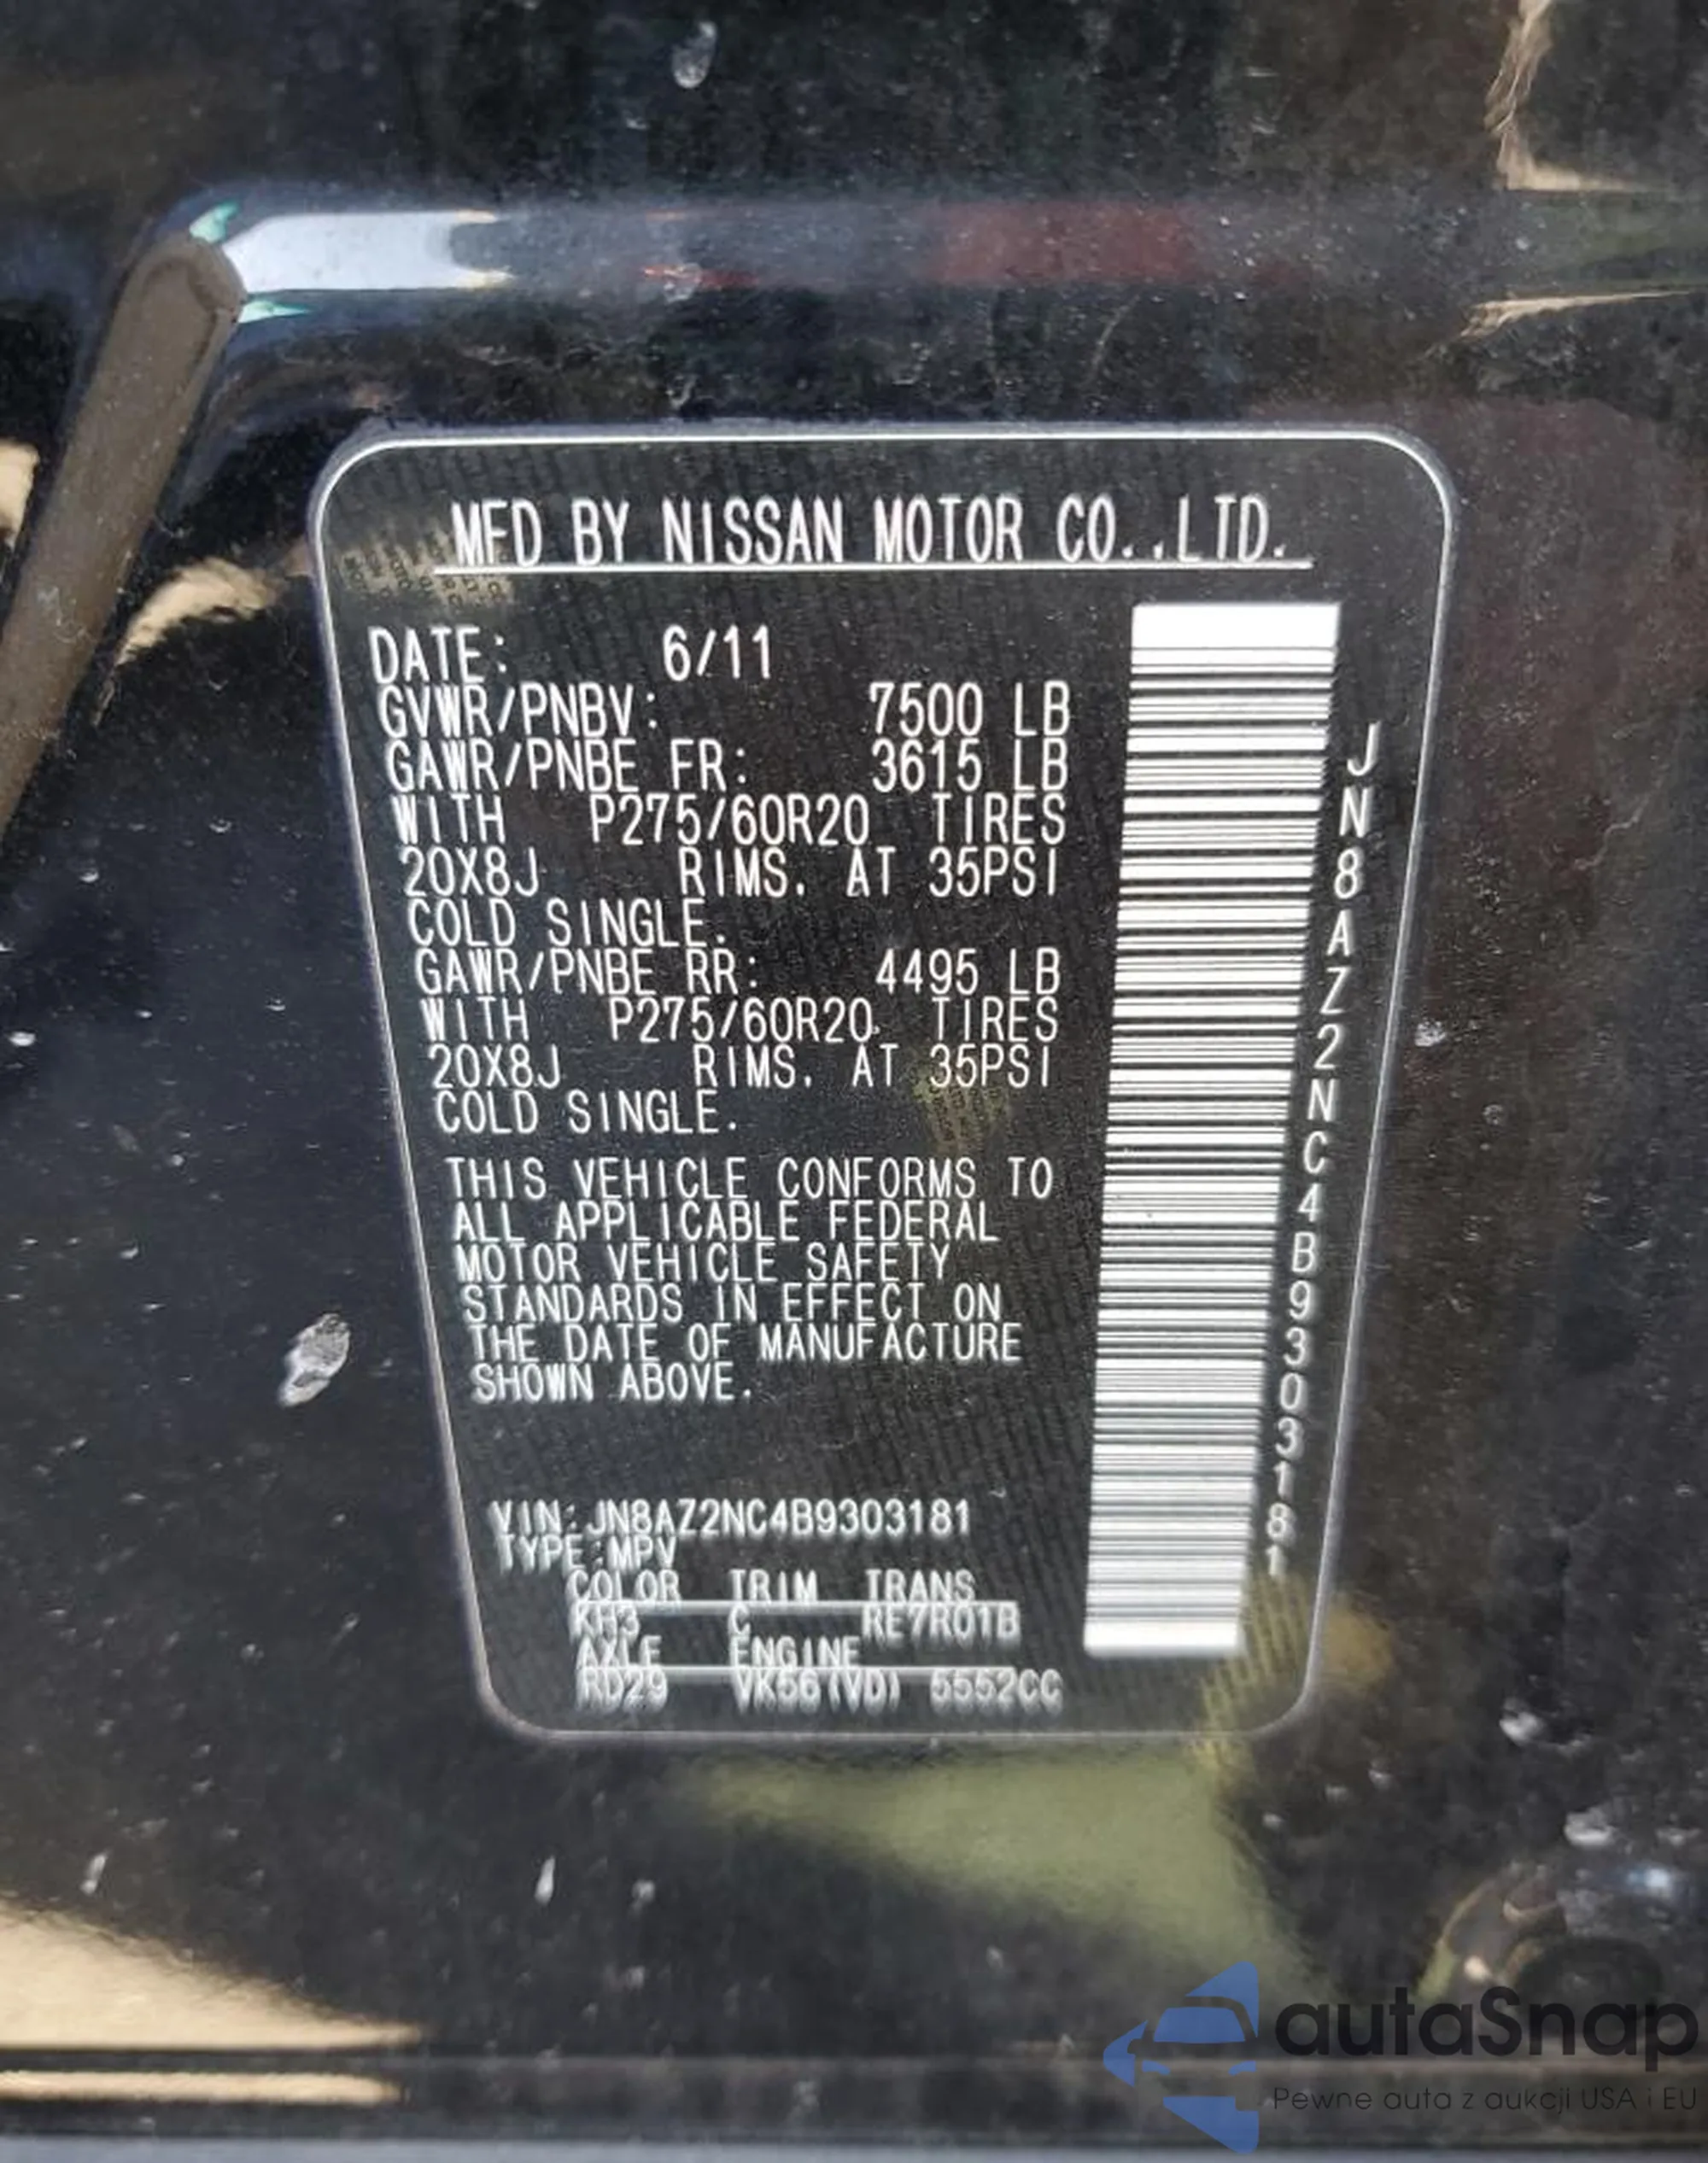 MFD BY NISSAN MOTOR CO.,LTD.
DATE: 6/11
GVWR/PNBV: 7500 LB
GAWR/PNBE FR: 3615 LB
WITH P275/60R20 TIRES
20X8J RIMS. AT 35PSI
COLD SINGLE.
GAWR/PNBE RR: 4495 LB
WITH P275/60R20 TIRES
20X8J RIMS. AT 35PSI
COLD SINGLE.
THIS VEHICLE CONFORMS TO
ALL APPLICABLE FEDERAL
MOTOR VEHICLE SAFETY
STANDARDS IN EFFECT ON
THE DATE OF MANUFACTURE
SHOWN ABOVE.
VIN:JN8AZ2NC4B9303181
TYPE:MPV
COLOR TRIM TRANS
KH3 C RE7R01B
AXLE ENGINE
RD29 VK56(VD) 5552CC
JN8AZ2NC4B9303181
autaSnap
Pewne auta z aukcji USA i EU